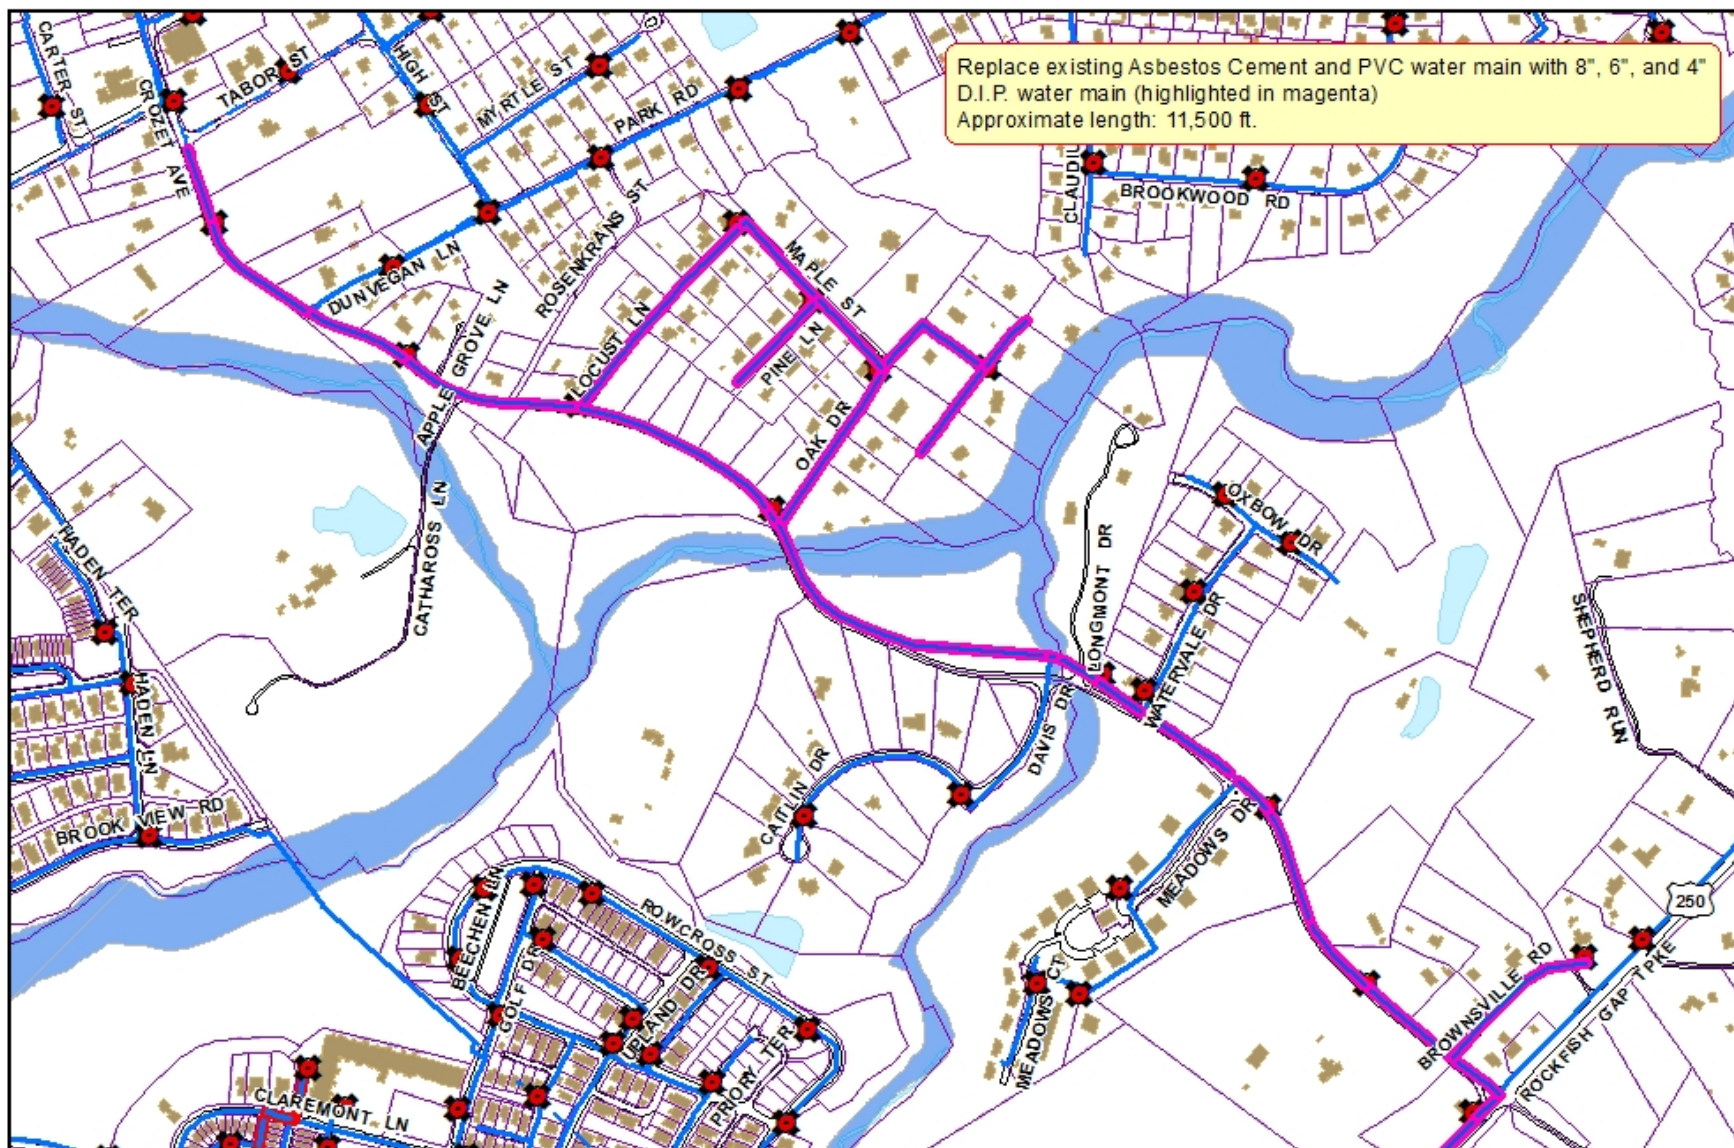 Replace existing Asbestos Cement and PVC water main with 8", 6", and 4"
D.I.P. water main (highlighted in magenta)
Approximate length: 11,500 ft.
CARTER ST
CROZET AVE
TABOR ST
HIGH ST
MYRTLE ST
PARK RD
CLAUDIU
BROOKWOOD RD
DUNVEGAN LN
ROSENKRANS ST
APPLE GROVE LN
LOCUST LN
MAPLE ST
PINE LN
OAK DR
CATHAROSS LN
HADEN TER
HADEN LN
BROOK VIEW RD
LONGMONT DR
OXBOW DR
WATERVALE DR
SHEPHERD RUN
DAVIS DR
CAITLIN DR
MEADOWS DR
MEADOWS CT
BEECHEN LN
ROWCROSS ST
GOLF DR
UPLAND DR
PRIORY TER
CLAREMONT LN
BROWNSVILLE RD
ROCKFISH GAP TPKE
250